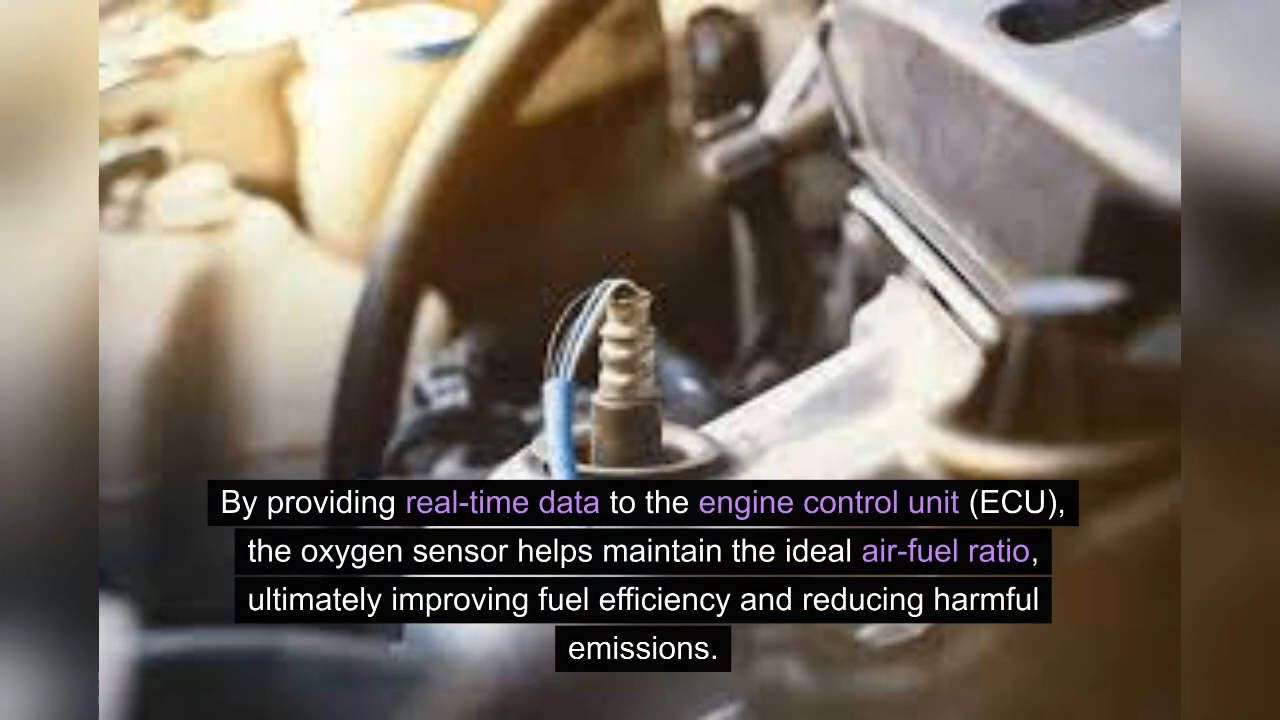 By providing real-time data to the engine control unit (ECU),
the oxygen sensor helps maintain the ideal air-fuel ratio,
ultimately improving fuel efficiency and reducing harmful
emissions.